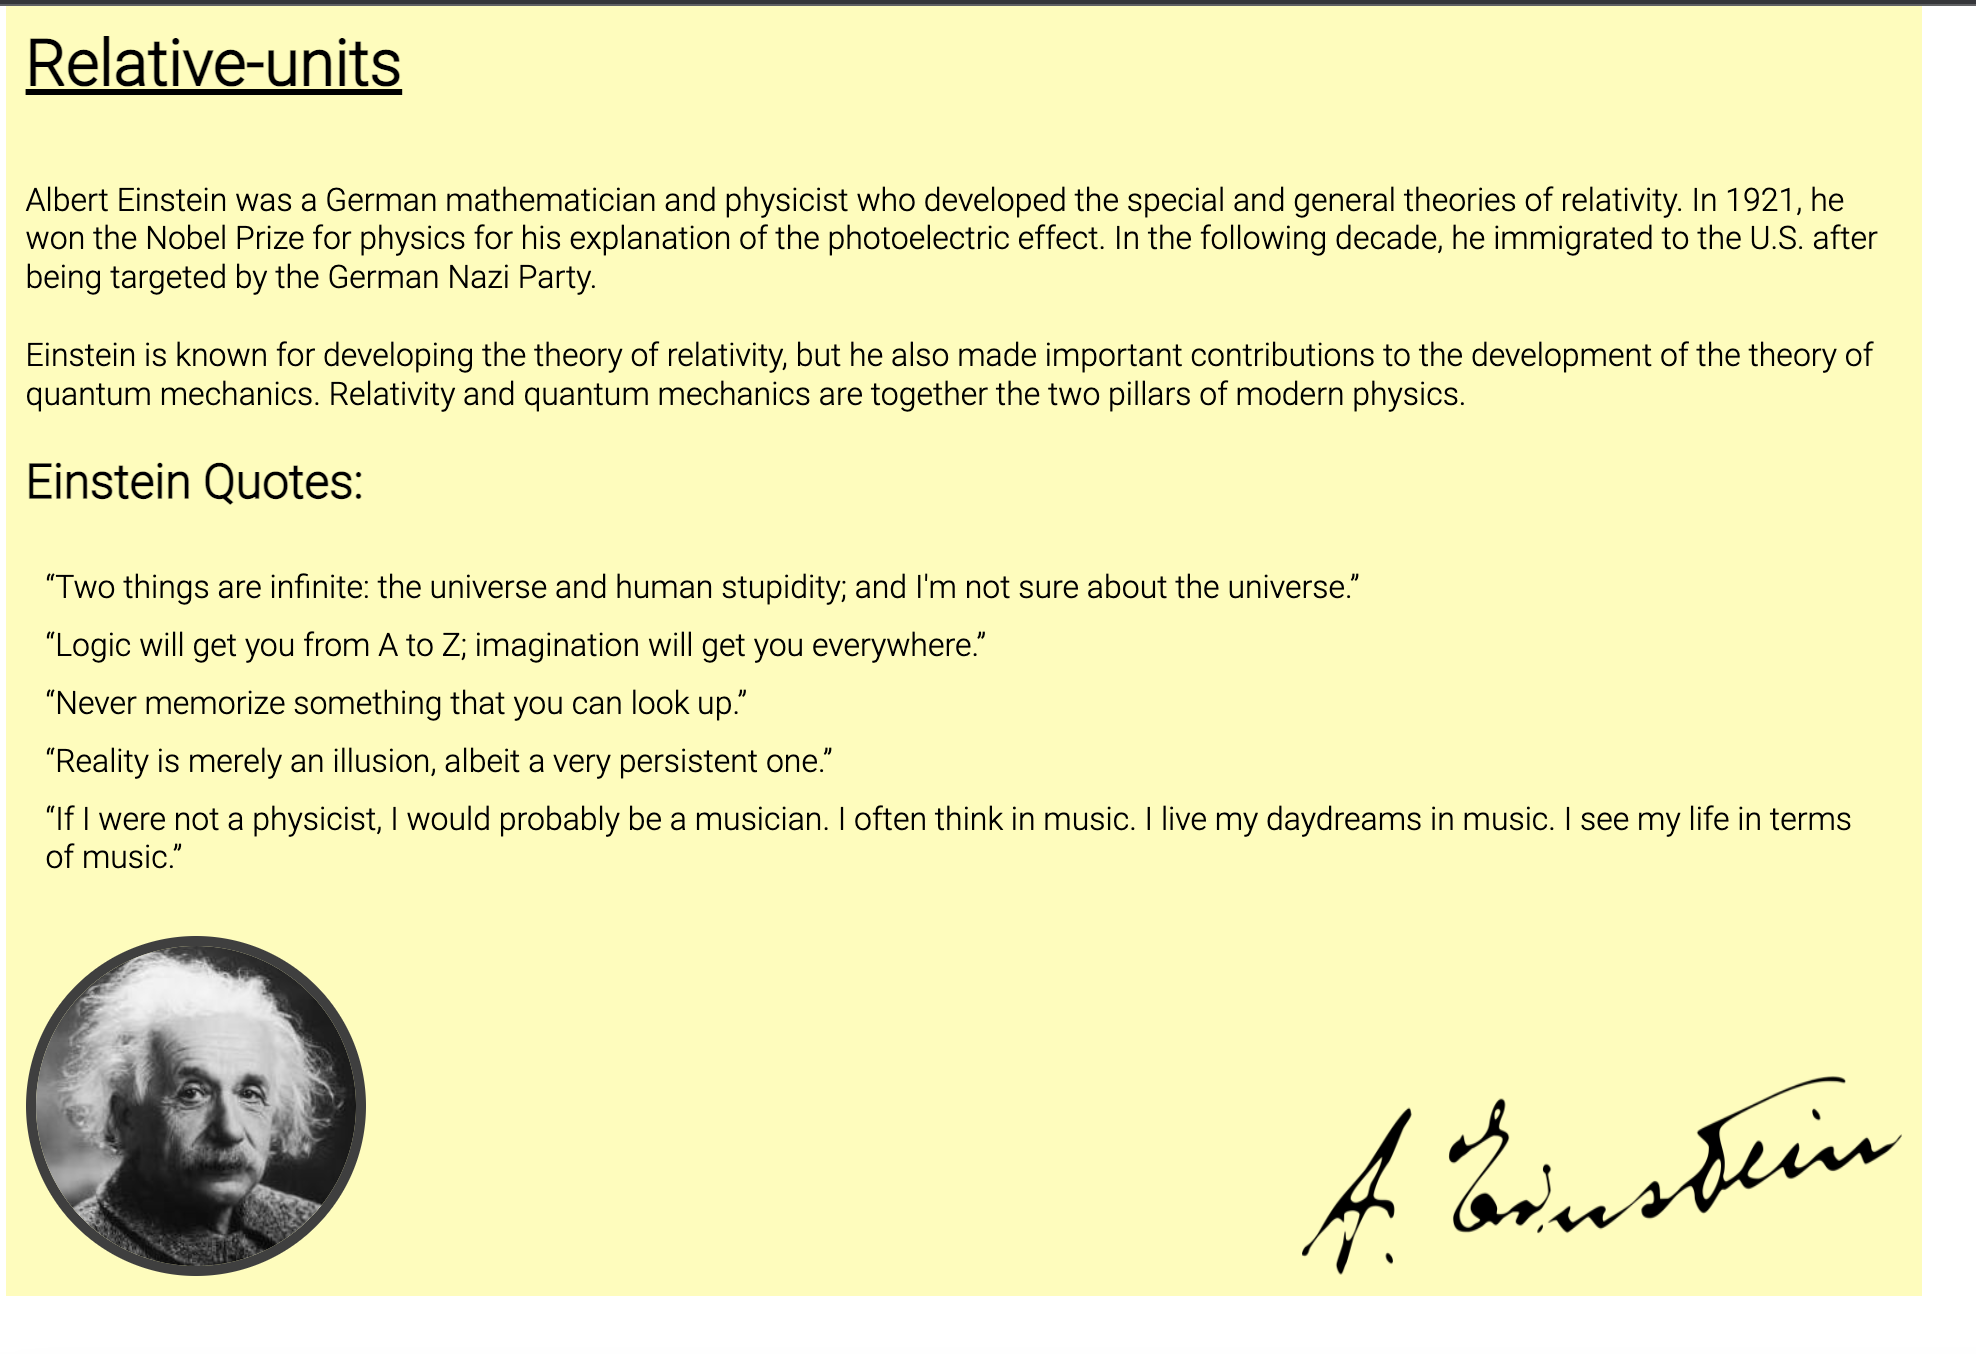 Relative-units
Albert Einstein was a German mathematician and physicist who developed the special and general theories of relativity. In 1921, he
won the Nobel Prize for physics for his explanation of the photoelectric effect. In the following decade, he immigrated to the U.S. after
being targeted by the German Nazi Party.
Einstein is known for developing the theory of relativity, but he also made important contributions to the development of the theory of
quantum mechanics. Relativity and quantum mechanics are together the two pillars of modern physics.
Einstein Quotes:
“Two things are infinite: the universe and human stupidity; and I'm not sure about the universe.”
“Logic will get you from A to Z; imagination will get you everywhere.”
“Never memorize something that you can look up.”
“Reality is merely an illusion, albeit a very persistent one.”
“If I were not a physicist, I would probably be a musician. I often think in music. I live my daydreams in music. I see my life in terms
of music.”
A. Einstein